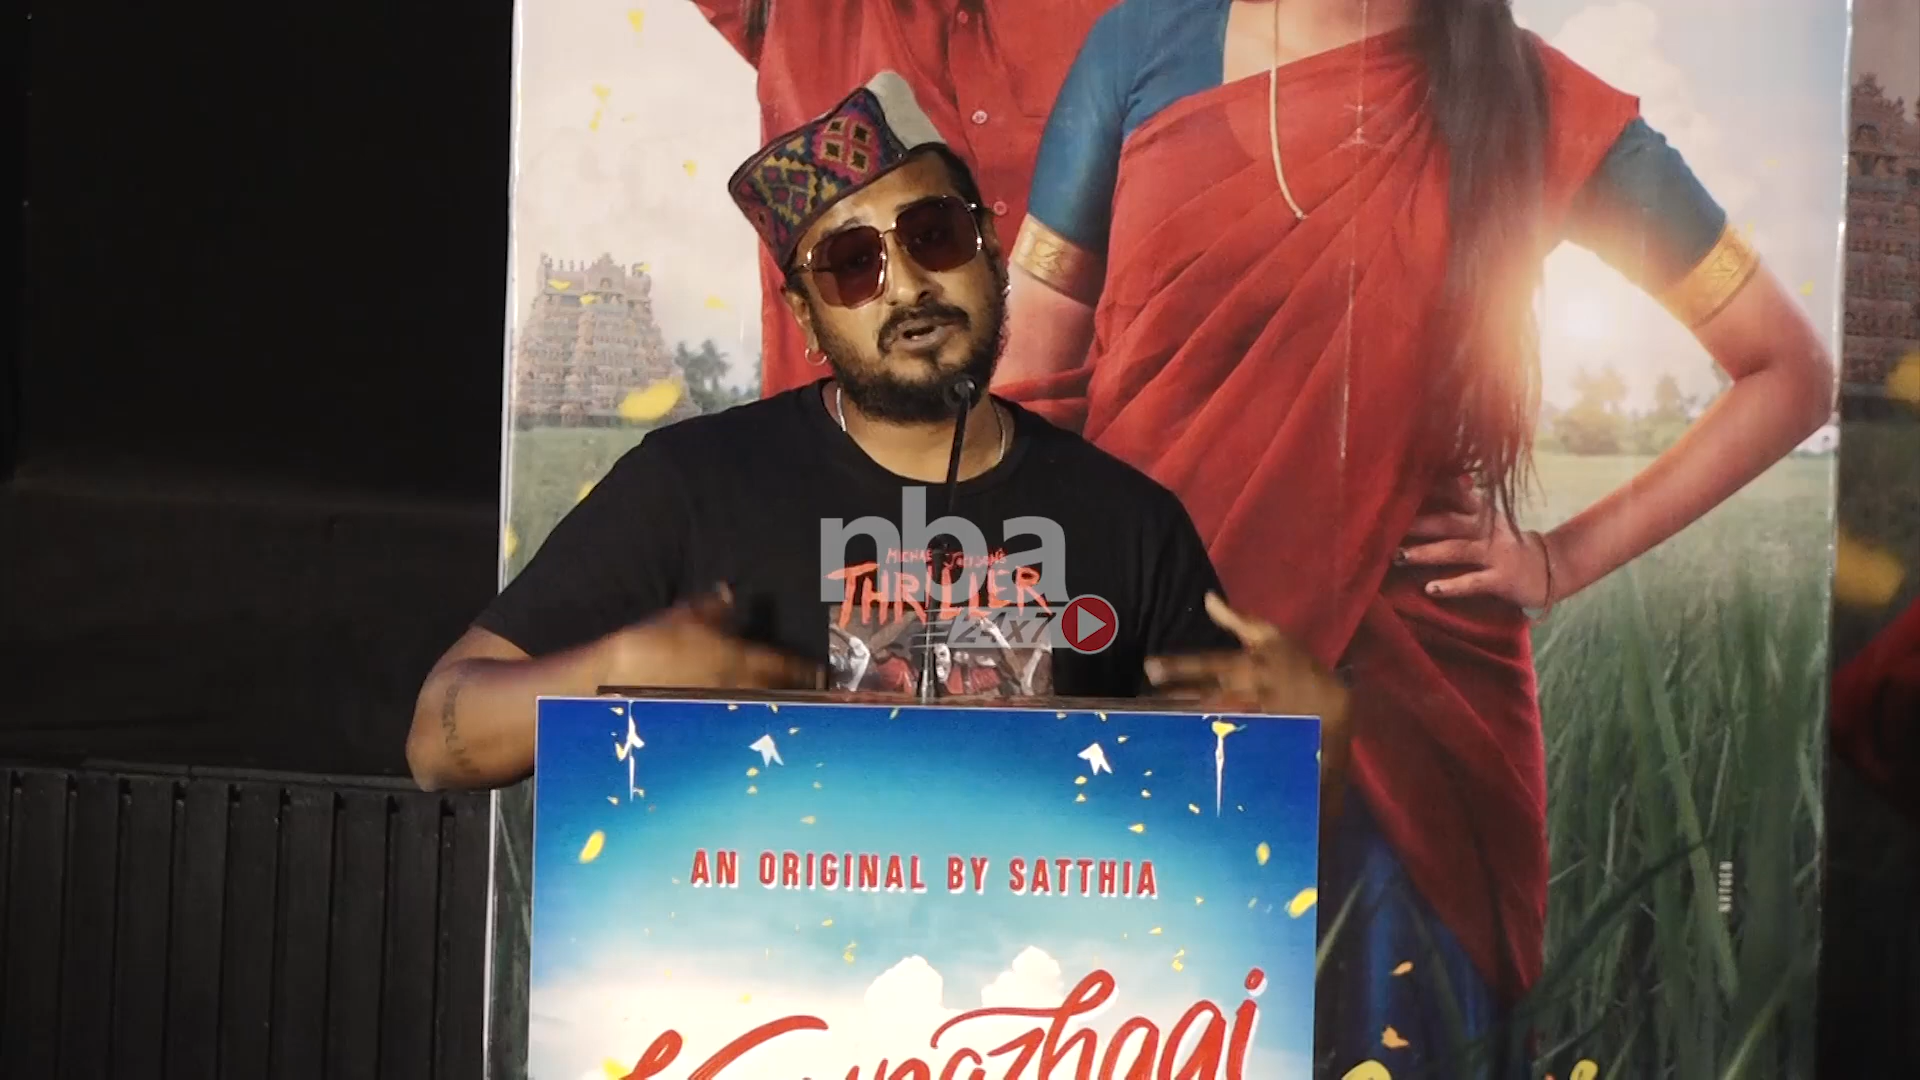 nba
MICHAEL JACKSON'S
THRILLER
24x7
AN ORIGINAL BY SATTHIA